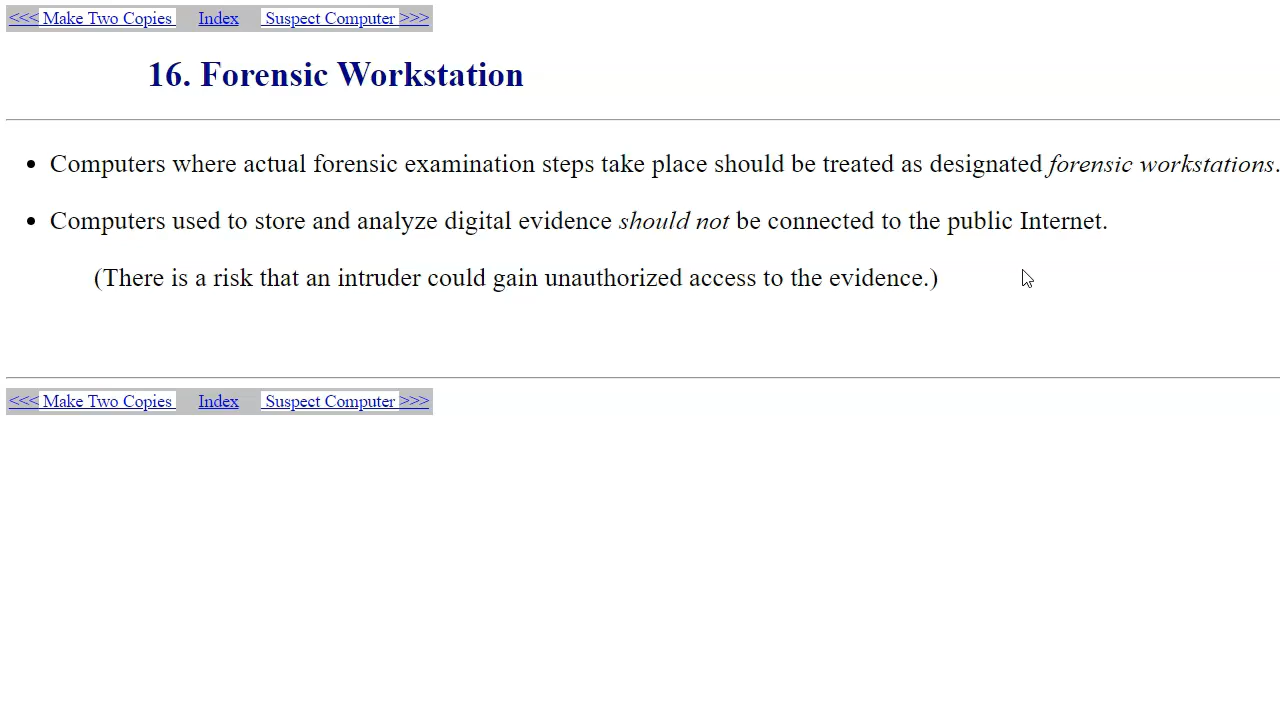 <<< Make Two Copies Index Suspect Computer >>>
16. Forensic Workstation
• Computers where actual forensic examination steps take place should be treated as designated forensic workstations.
• Computers used to store and analyze digital evidence should not be connected to the public Internet.
(There is a risk that an intruder could gain unauthorized access to the evidence.)
<<< Make Two Copies Index Suspect Computer >>>